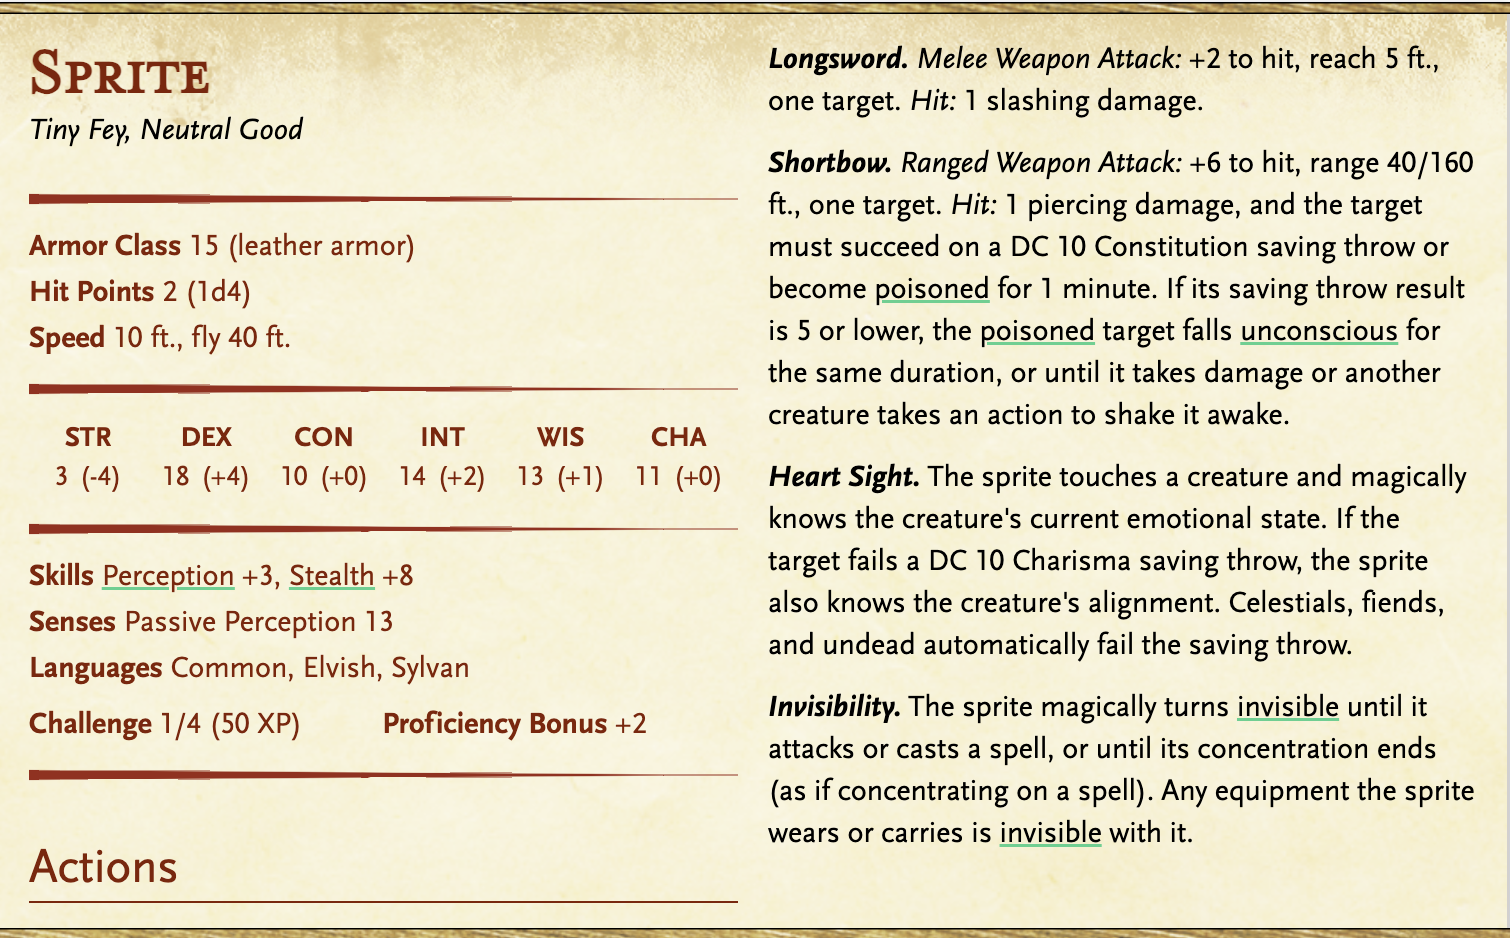 Sprite
Tiny Fey, Neutral Good
Armor Class 15 (leather armor)
Hit Points 2 (1d4)
Speed 10 ft., fly 40 ft.
STR DEX CON INT WIS CHA
3 (-4) 18 (+4) 10 (+0) 14 (+2) 13 (+1) 11 (+0)
Skills Perception +3, Stealth +8
Senses Passive Perception 13
Languages Common, Elvish, Sylvan
Challenge 1/4 (50 XP) Proficiency Bonus +2
Actions
Longsword. Melee Weapon Attack: +2 to hit, reach 5 ft.,
one target. Hit: 1 slashing damage.
Shortbow. Ranged Weapon Attack: +6 to hit, range 40/160
ft., one target. Hit: 1 piercing damage, and the target
must succeed on a DC 10 Constitution saving throw or
become poisoned for 1 minute. If its saving throw result
is 5 or lower, the poisoned target falls unconscious for
the same duration, or until it takes damage or another
creature takes an action to shake it awake.
Heart Sight. The sprite touches a creature and magically
knows the creature's current emotional state. If the
target fails a DC 10 Charisma saving throw, the sprite
also knows the creature's alignment. Celestials, fiends,
and undead automatically fail the saving throw.
Invisibility. The sprite magically turns invisible until it
attacks or casts a spell, or until its concentration ends
(as if concentrating on a spell). Any equipment the sprite
wears or carries is invisible with it.